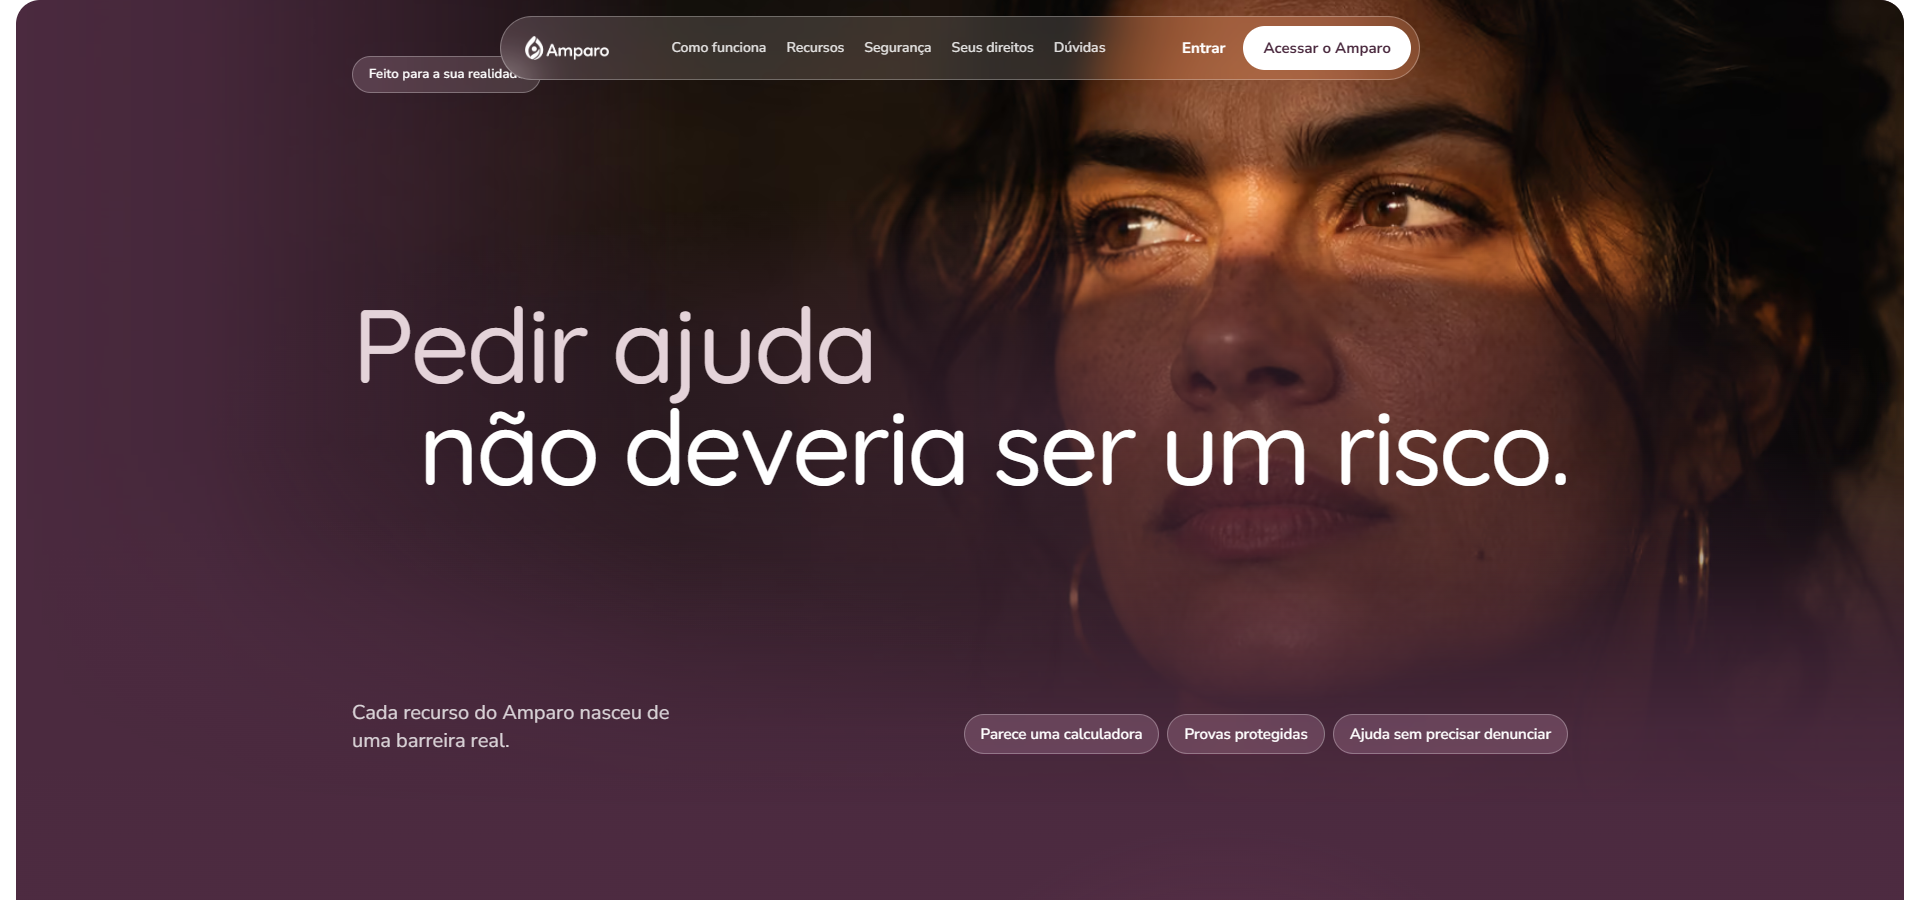 Amparo
Como funciona
Recursos
Segurança
Seus direitos
Dúvidas
Entrar
Acessar o Amparo
Feito para a sua
Pedir ajuda
não deveria ser um risco.
Cada recurso do Amparo nasceu de
uma barreira real.
Parece uma calculadora
Provas protegidas
Ajuda sem precisar denunciar